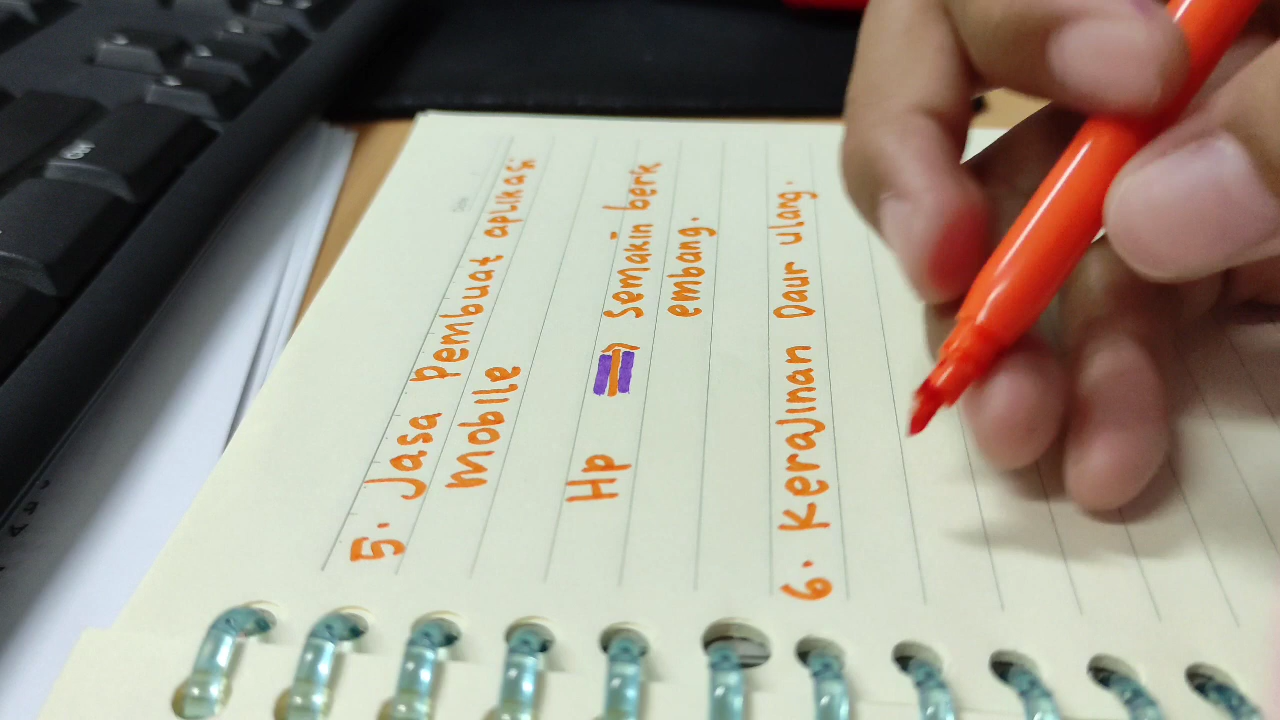 5. Jasa pembuat aplikasi
mobile
Hp ⇒ semakin berk
embang.
6. Kerajinan Daur ulang.